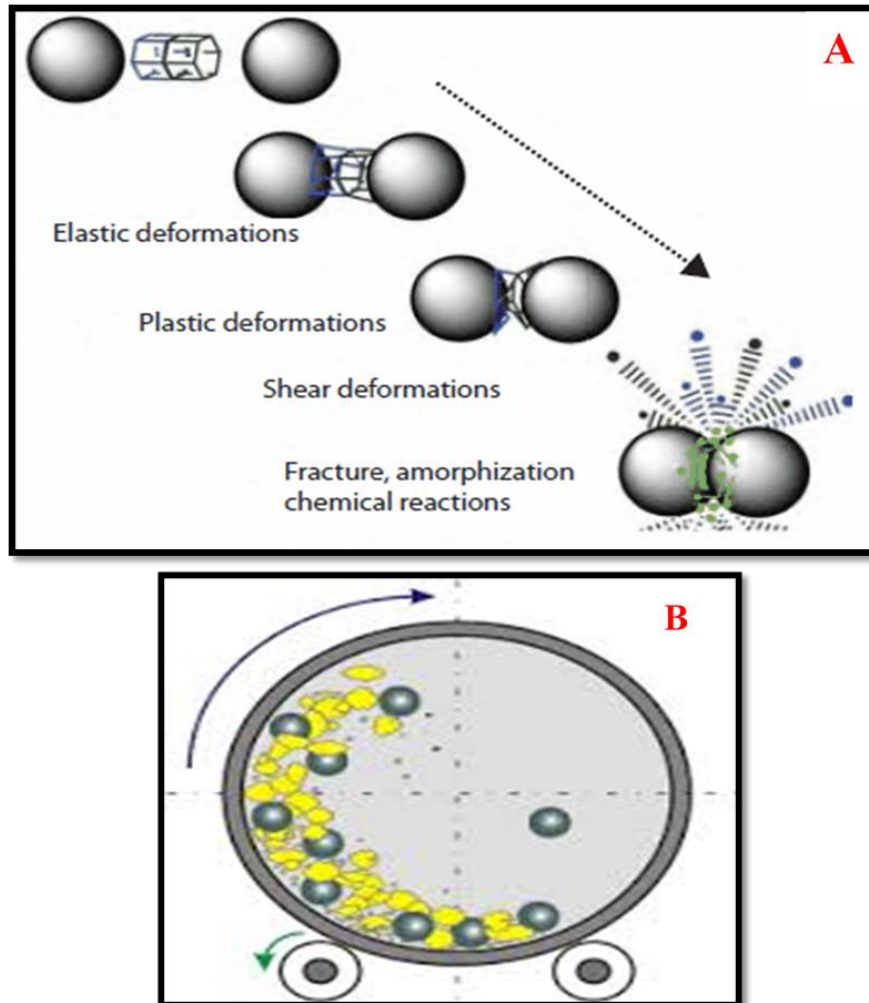 A
Elastic deformations
Plastic deformations
Shear deformations
Fracture, amorphization
chemical reactions
B